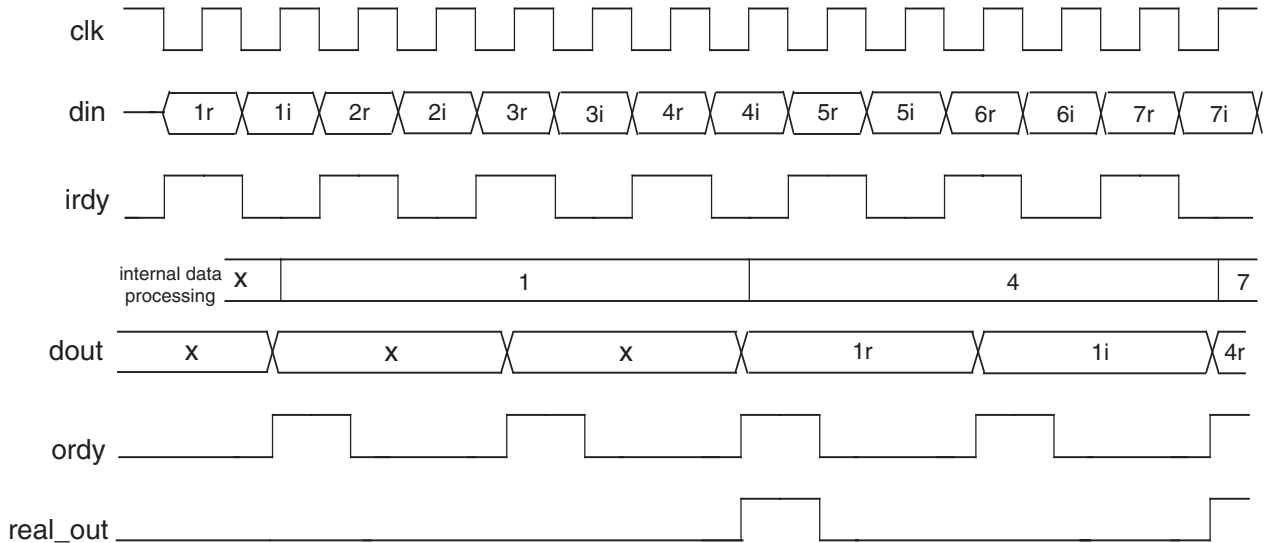 clk
din 1r 1i 2r 2i 3r 3i 4r 4i 5r 5i 6r 6i 7r 7i
irdy
internal data
processing x 1 4 7
dout x x x 1r 1i 4r
ordy
real_out